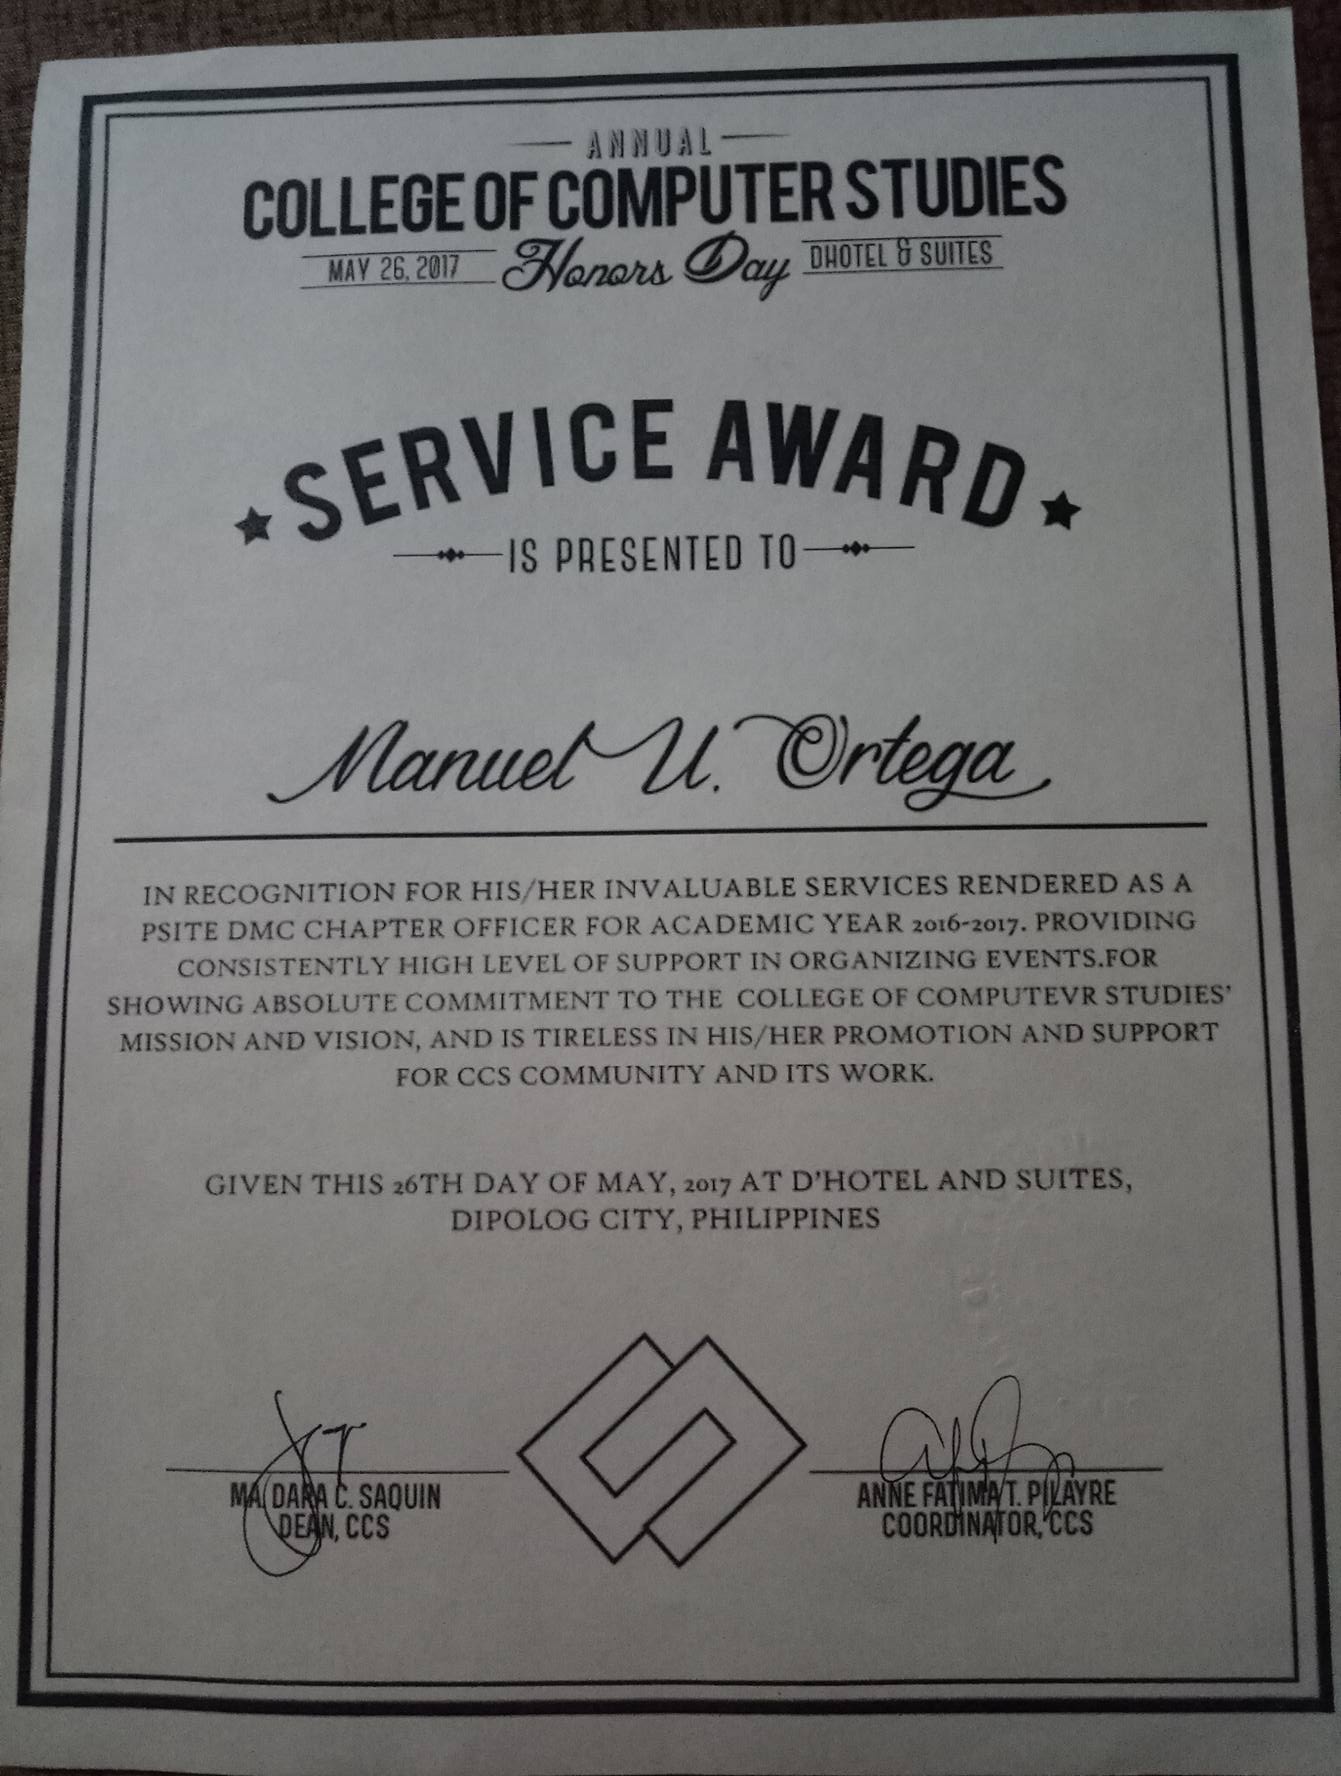 ANNUAL
COLLEGE OF COMPUTER STUDIES
MAY 26, 2017 Honors Day DHOTEL & SUITES
SERVICE AWARD
IS PRESENTED TO
Manuel U. Ortega
IN RECOGNITION FOR HIS/HER INVALUABLE SERVICES RENDERED AS A
PSITE DMC CHAPTER OFFICER FOR ACADEMIC YEAR 2016-2017. PROVIDING
CONSISTENTLY HIGH LEVEL OF SUPPORT IN ORGANIZING EVENTS.FOR
SHOWING ABSOLUTE COMMITMENT TO THE COLLEGE OF COMPUTEVR STUDIES'
MISSION AND VISION, AND IS TIRELESS IN HIS/HER PROMOTION AND SUPPORT
FOR CCS COMMUNITY AND ITS WORK.
GIVEN THIS 26TH DAY OF MAY, 2017 AT D'HOTEL AND SUITES,
DIPOLOG CITY, PHILIPPINES
MA DARA C. SAQUIN
DEAN, CCS
ANNE FATIMA T. PILAYRE
COORDINATOR, CCS